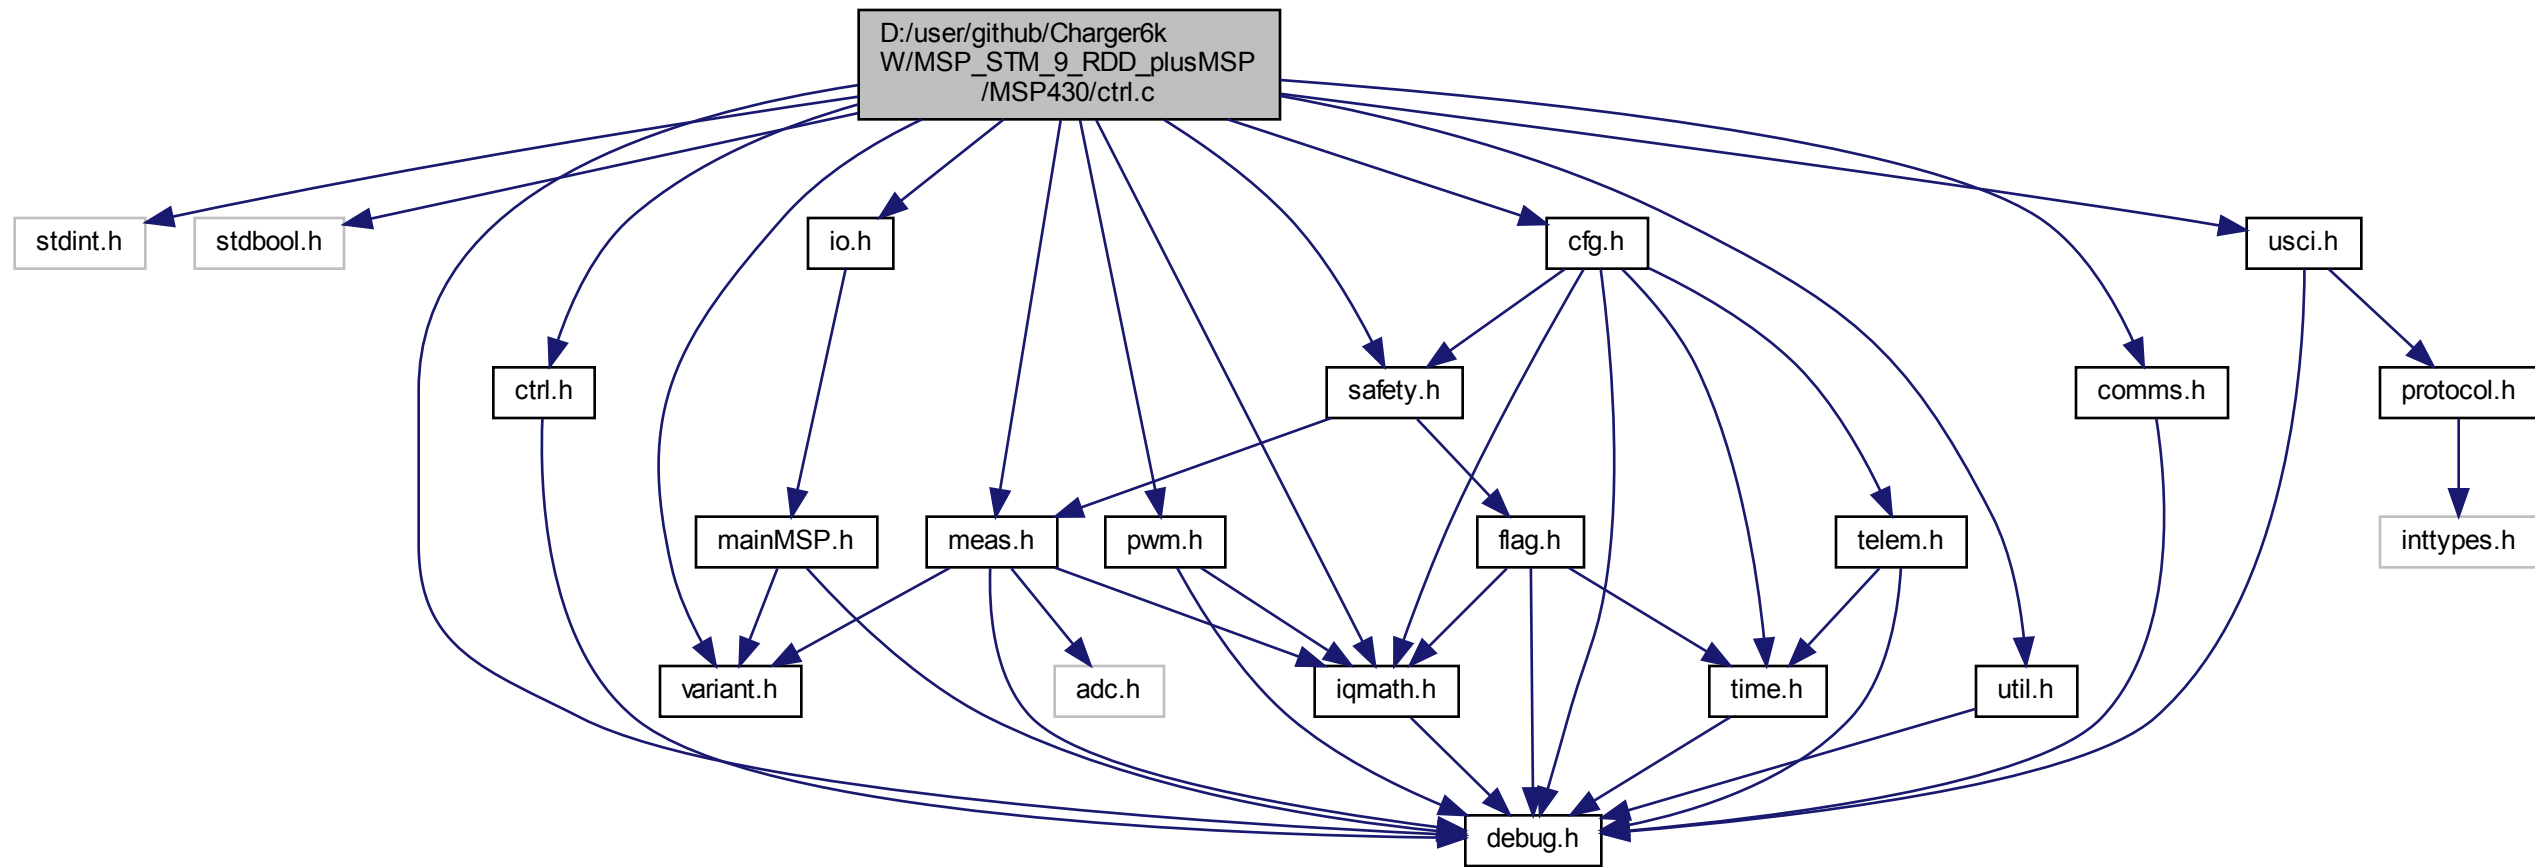 D:/user/github/Charger6k
W/MSP_STM_9_RDD_plusMSP
/MSP430/ctrl.c
stdint.h
stdbool.h
io.h
cfg.h
usci.h
ctrl.h
safety.h
comms.h
protocol.h
mainMSP.h
meas.h
pwm.h
flag.h
telem.h
inttypes.h
variant.h
adc.h
iqmath.h
time.h
util.h
debug.h